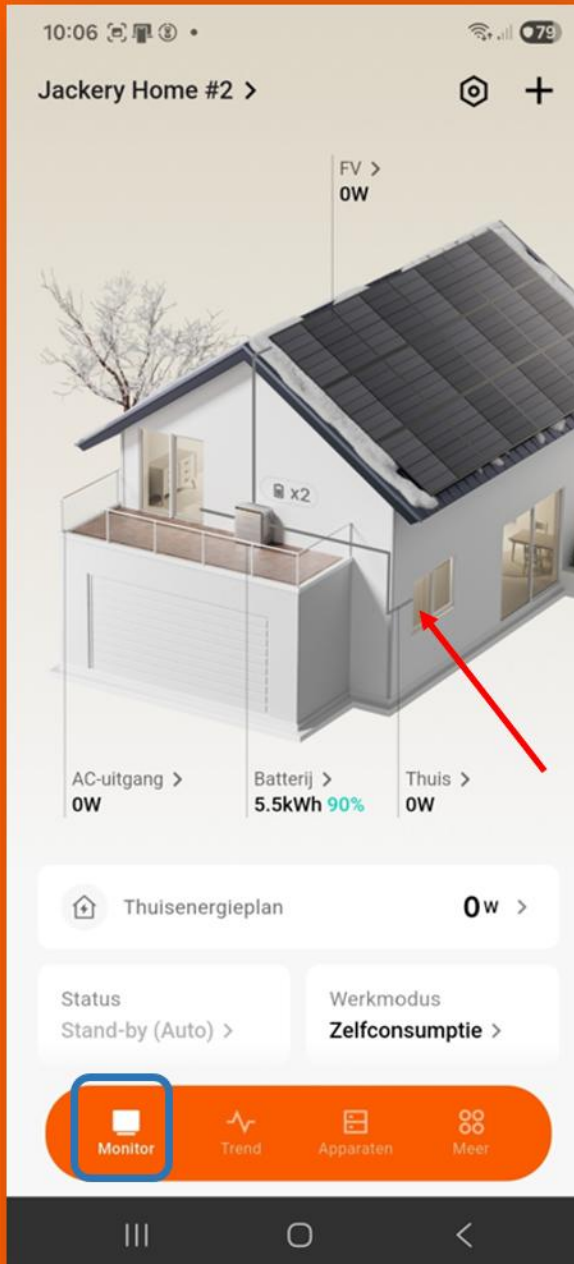 10:06
79
Jackery Home #2 >
FV >
0W
x2
AC-uitgang >
0W
Batterij >
5.5kWh 90%
Thuis >
0W
Thuisenergieplan
0 W >
Status
Stand-by (Auto) >
Werkmodus
Zelfconsumptie >
Monitor
Trend
Apparaten
Meer